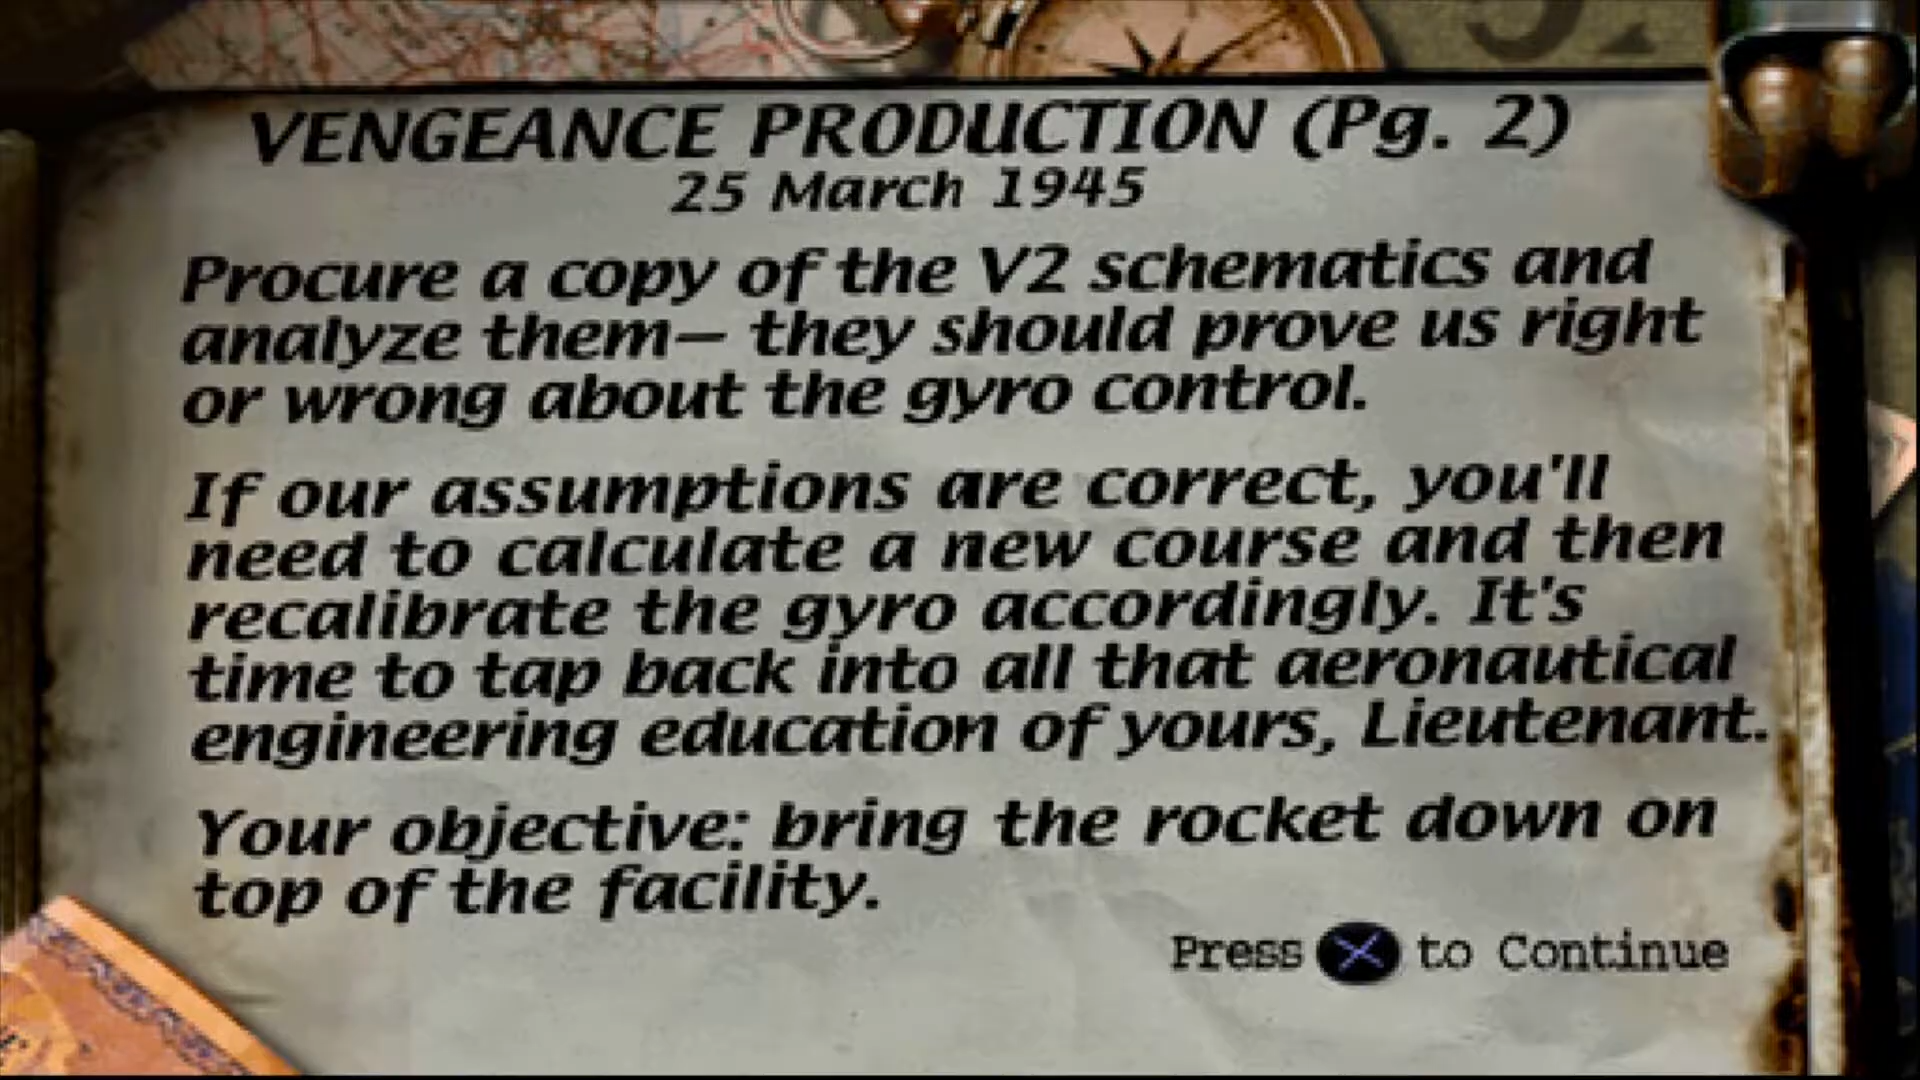 VENGEANCE PRODUCTION (Pg. 2)
25 March 1945
Procure a copy of the V2 schematics and
analyze them— they should prove us right
or wrong about the gyro control.
If our assumptions are correct, you'll
need to calculate a new course and then
recalibrate the gyro accordingly. It's
time to tap back into all that aeronautical
engineering education of yours, Lieutenant.
Your objective: bring the rocket down on
top of the facility.
Press X to Continue